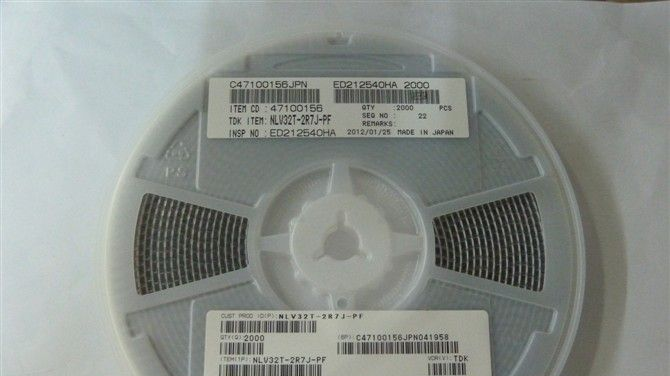 C47100156JPN ED212540HA 2000
ITEM CD : 47100156 QTY :2000 PCS
TDK ITEM: NLV32T-2R7J-PF SEQ NO : 22
REMARKS:
INSP NO : ED212540HA 2012/01/25 MADE IN JAPAN
PS
CUST.PROD ID(P): NLV32T-2R7J-PF
QTY(Q):2000 (6P): C47100156JPN041958
ITEM(1P): NLV32T-2R7J-PF VDR(V): TDK